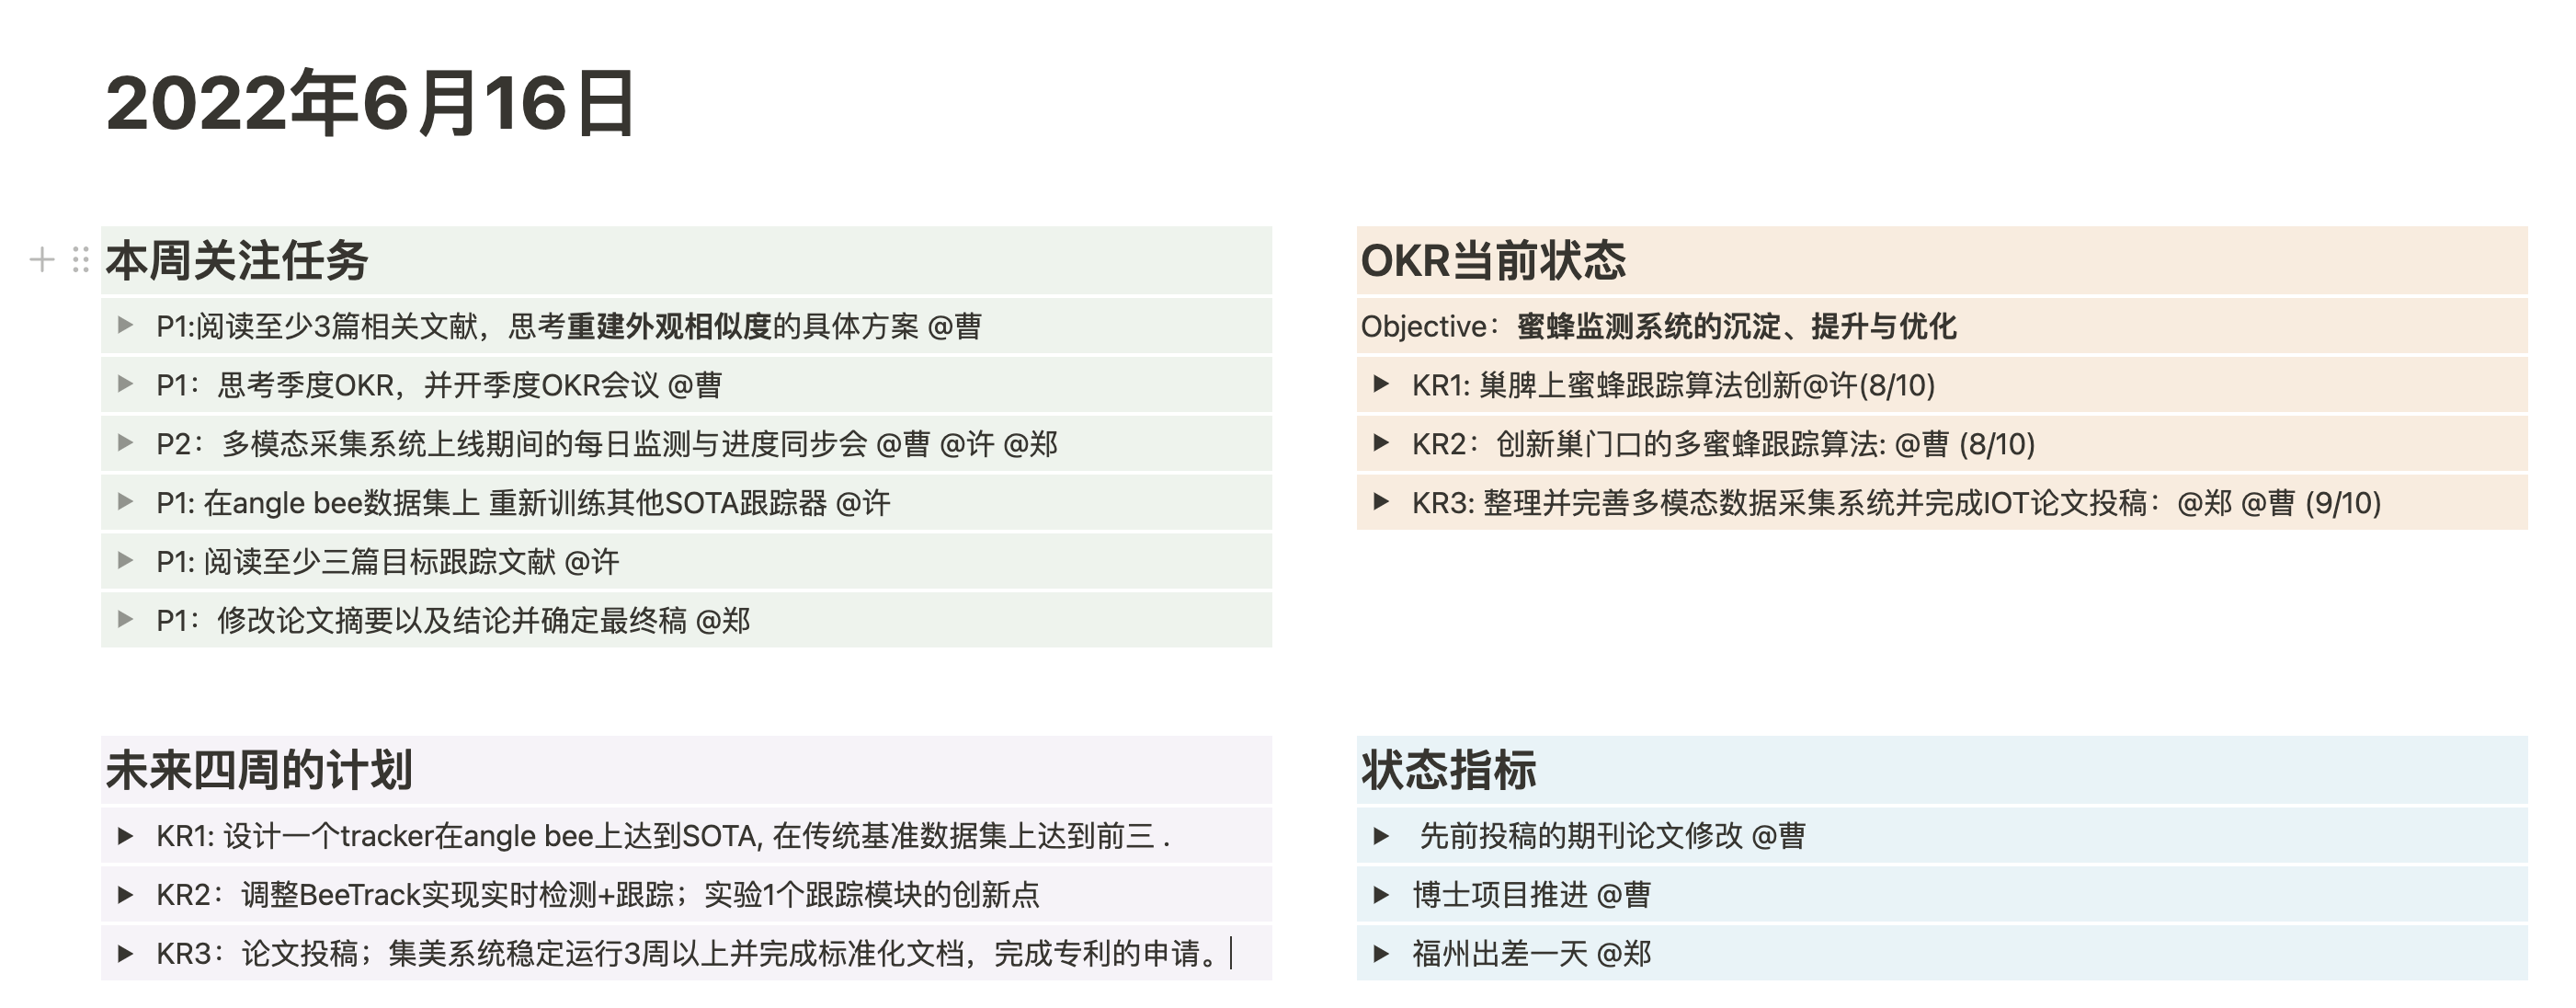 2022年6月16日
本周关注任务
P1:阅读至少3篇相关文献，思考重建外观相似度的具体方案 @曹
P1：思考季度OKR，并开季度OKR会议 @曹
P2：多模态采集系统上线期间的每日监测与进度同步会 @曹 @许 @郑
P1: 在angle bee数据集上 重新训练其他SOTA跟踪器 @许
P1: 阅读至少三篇目标跟踪文献 @许
P1：修改论文摘要以及结论并确定最终稿 @郑
OKR当前状态
Objective：蜜蜂监测系统的沉淀、提升与优化
KR1: 巢脾上蜜蜂跟踪算法创新@许(8/10)
KR2：创新巢门口的多蜜蜂跟踪算法: @曹 (8/10)
KR3: 整理并完善多模态数据采集系统并完成IOT论文投稿：@郑 @曹 (9/10)
未来四周的计划
KR1: 设计一个tracker在angle bee上达到SOTA, 在传统基准数据集上达到前三 .
KR2：调整BeeTrack实现实时检测+跟踪；实验1个跟踪模块的创新点
KR3：论文投稿；集美系统稳定运行3周以上并完成标准化文档，完成专利的申请。
状态指标
先前投稿的期刊论文修改 @曹
博士项目推进 @曹
福州出差一天 @郑